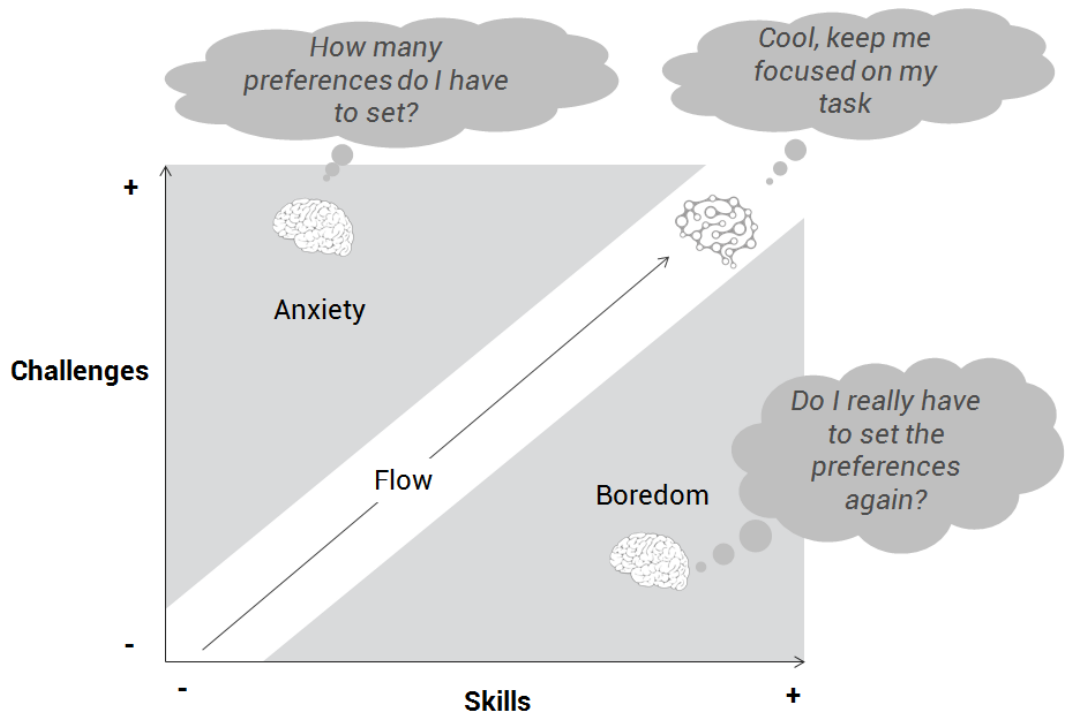 How many
preferences do I have
to set?
Cool, keep me
focused on my
task
+
Anxiety
Challenges
Do I really have
to set the
preferences
again?
Flow
Boredom
-
-
Skills
+